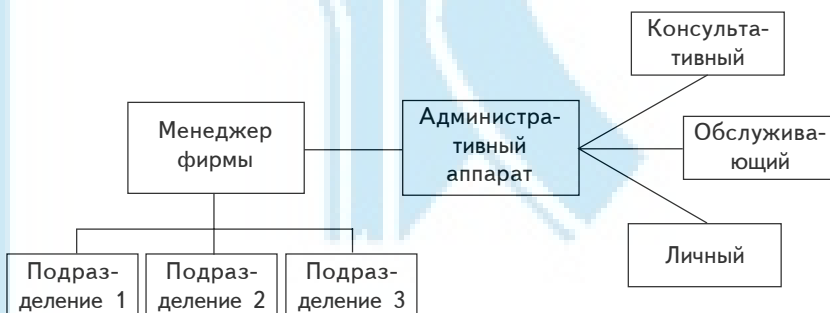 Консульта-
тивный
Менеджер
фирмы
Администра-
тивный
аппарат
Обслужива-
ющий
Личный
Подраз-
деление 1
Подраз-
деление 2
Подраз-
деление 3